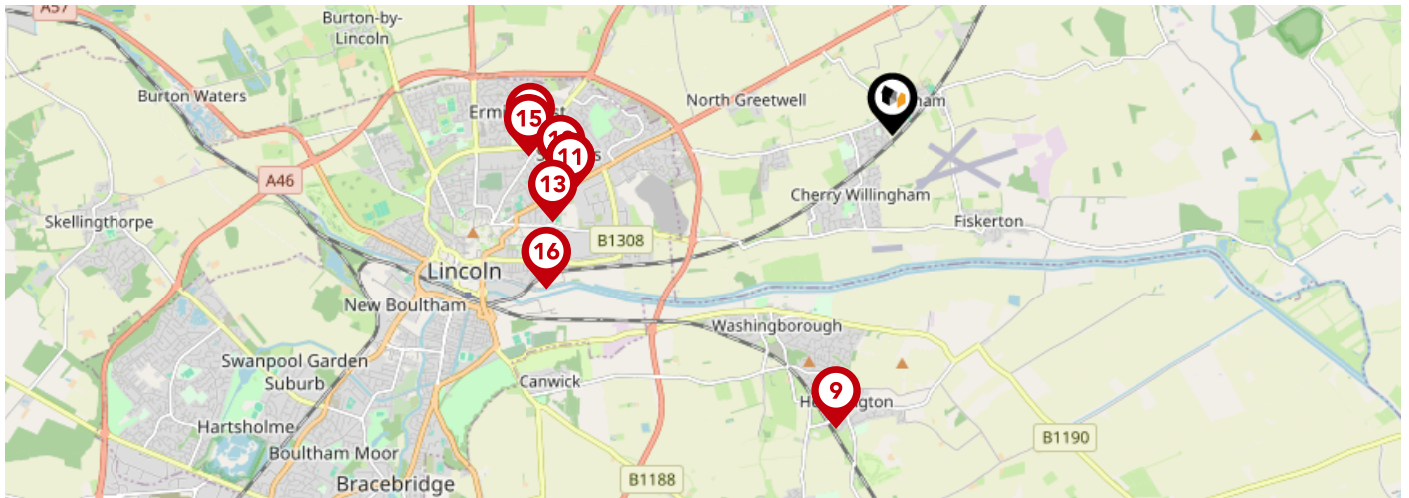 A57
Burton-by-
Lincoln
Burton Waters
North Greetwell
15
11
13
A46
Cherry Willingham
Skellingthorpe
Fiskerton
B1308
16
Lincoln
New Boultham
Washingborough
Swanpool Garden
Suburb
Canwick
9
Hartsholme
B1190
Boultham Moor
B1188
Bracebridge